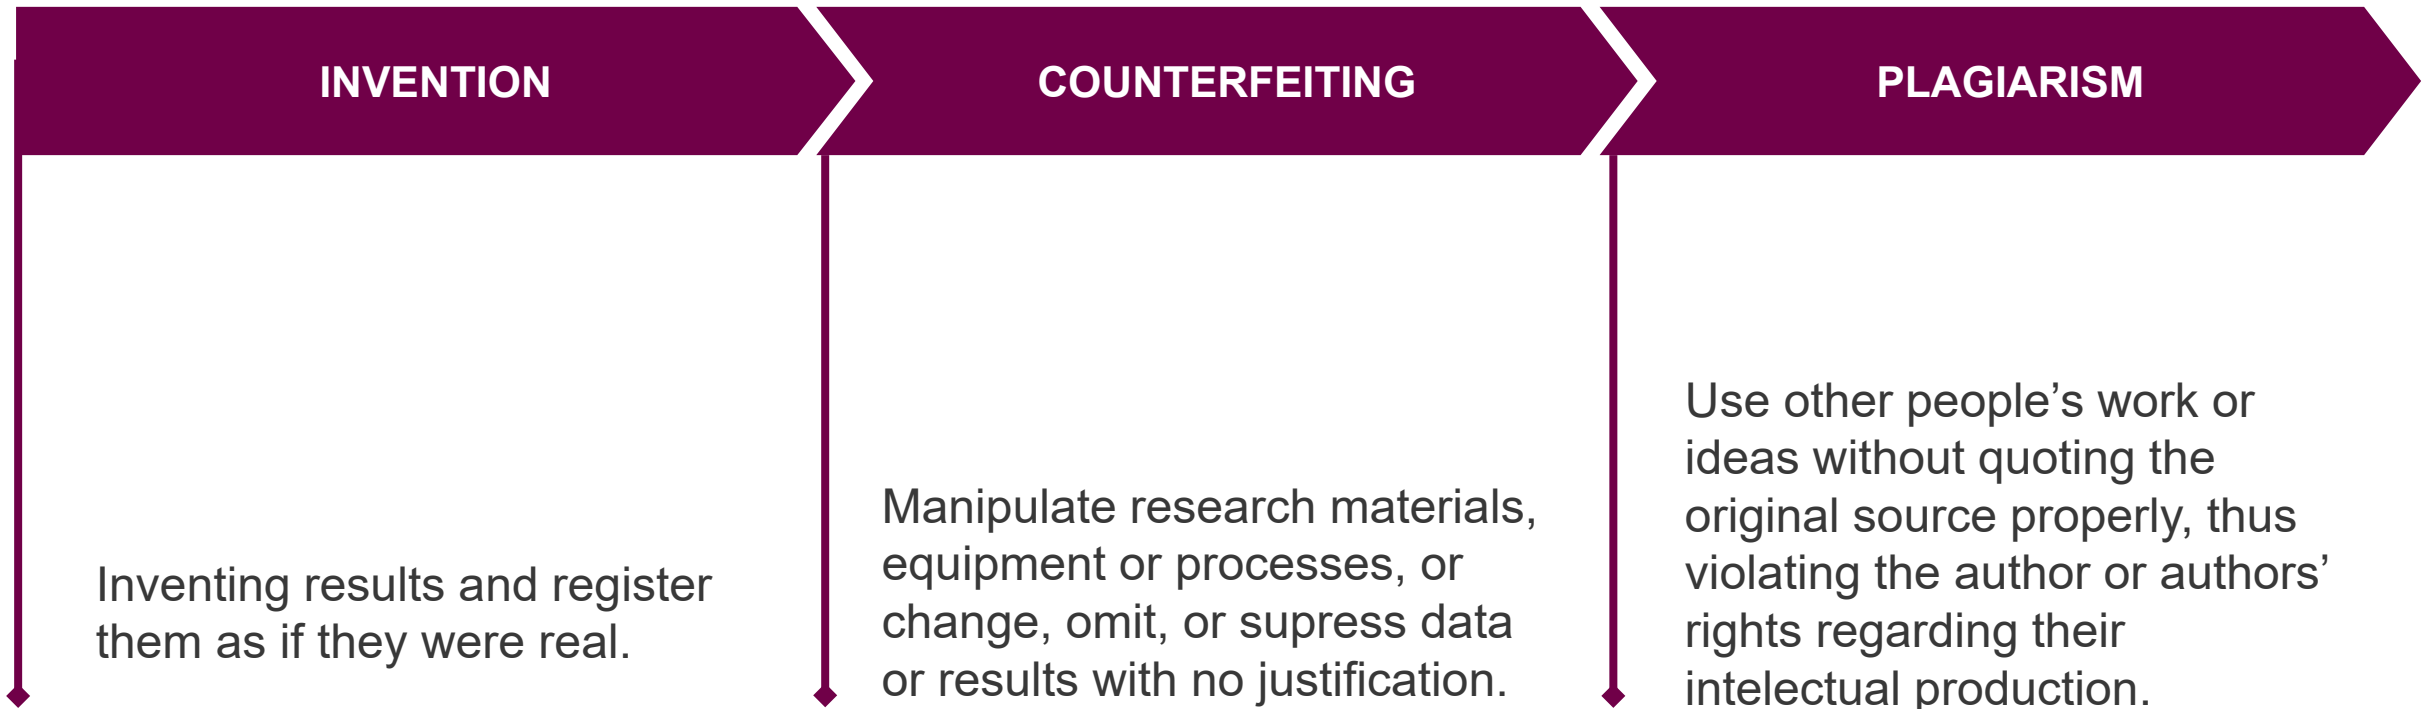 INVENTION
COUNTERFEITING
PLAGIARISM
Inventing results and register
them as if they were real.
Manipulate research materials,
equipment or processes, or
change, omit, or supress data
or results with no justification.
Use other people’s work or
ideas without quoting the
original source properly, thus
violating the author or authors’
rights regarding their
intelectual production.